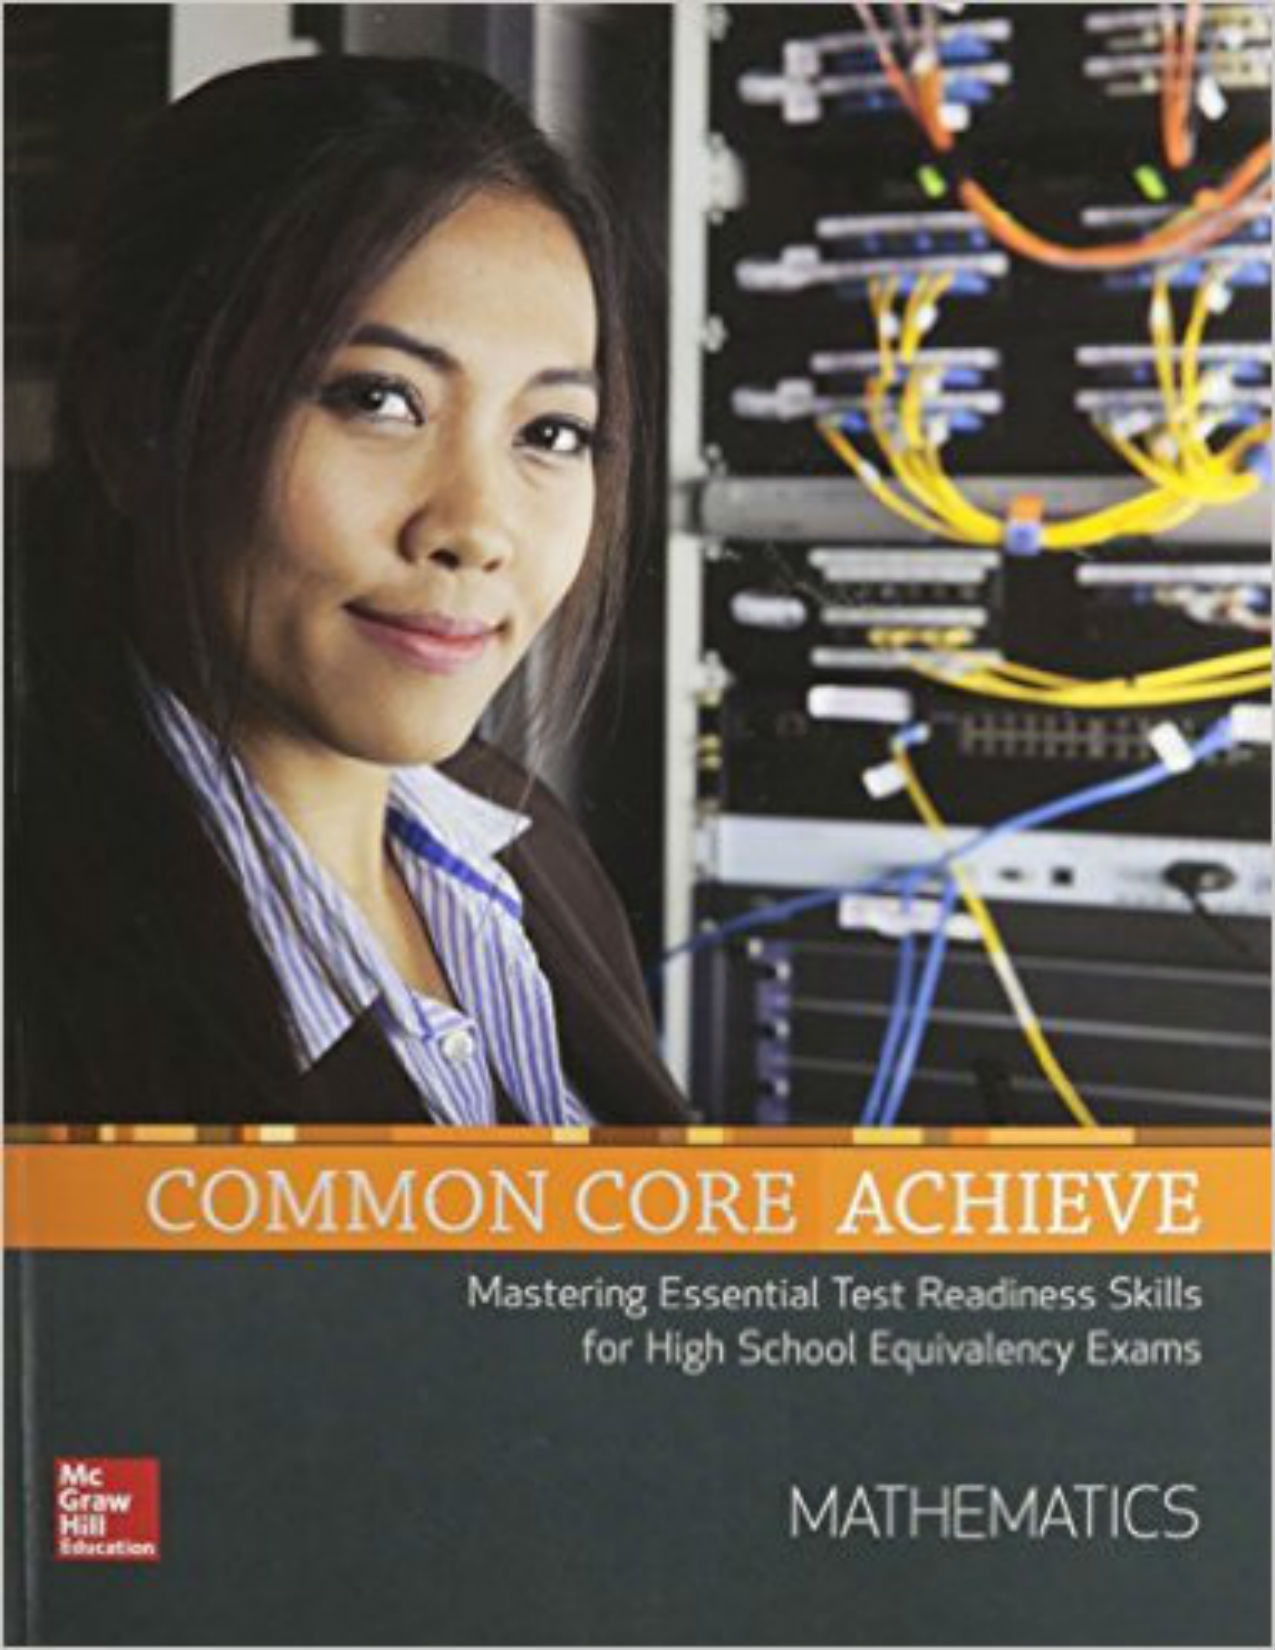 COMMON CORE ACHIEVE
Mastering Essential Test Readiness Skills
for High School Equivalency Exams
MATHEMATICS
Mc
Graw
Hill
Education